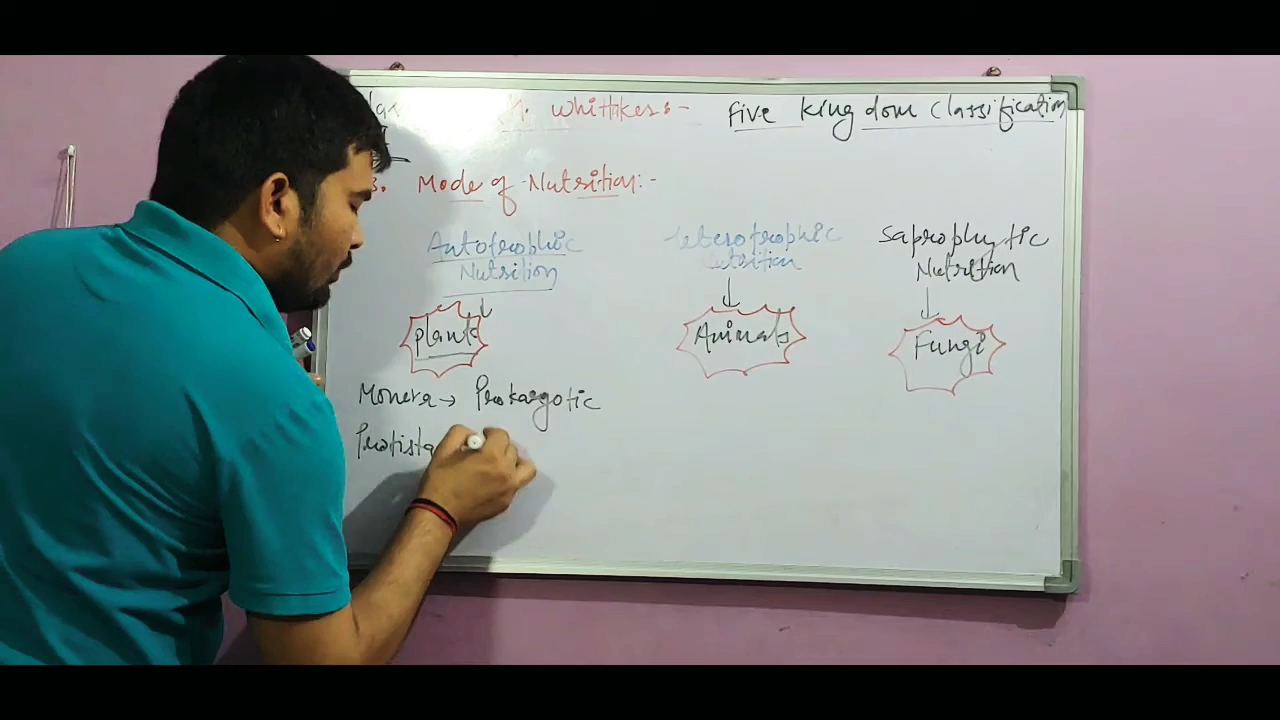 H. Whittikes:- Five kingdom Classification
3. Mode of Nutrition:-
Autotrophic
Nutrition
Heterotrophic
Nutrition
Saprophytic
Nutrition
Plants
Animals
Fungi
Monera → Prokaryotic
Protista